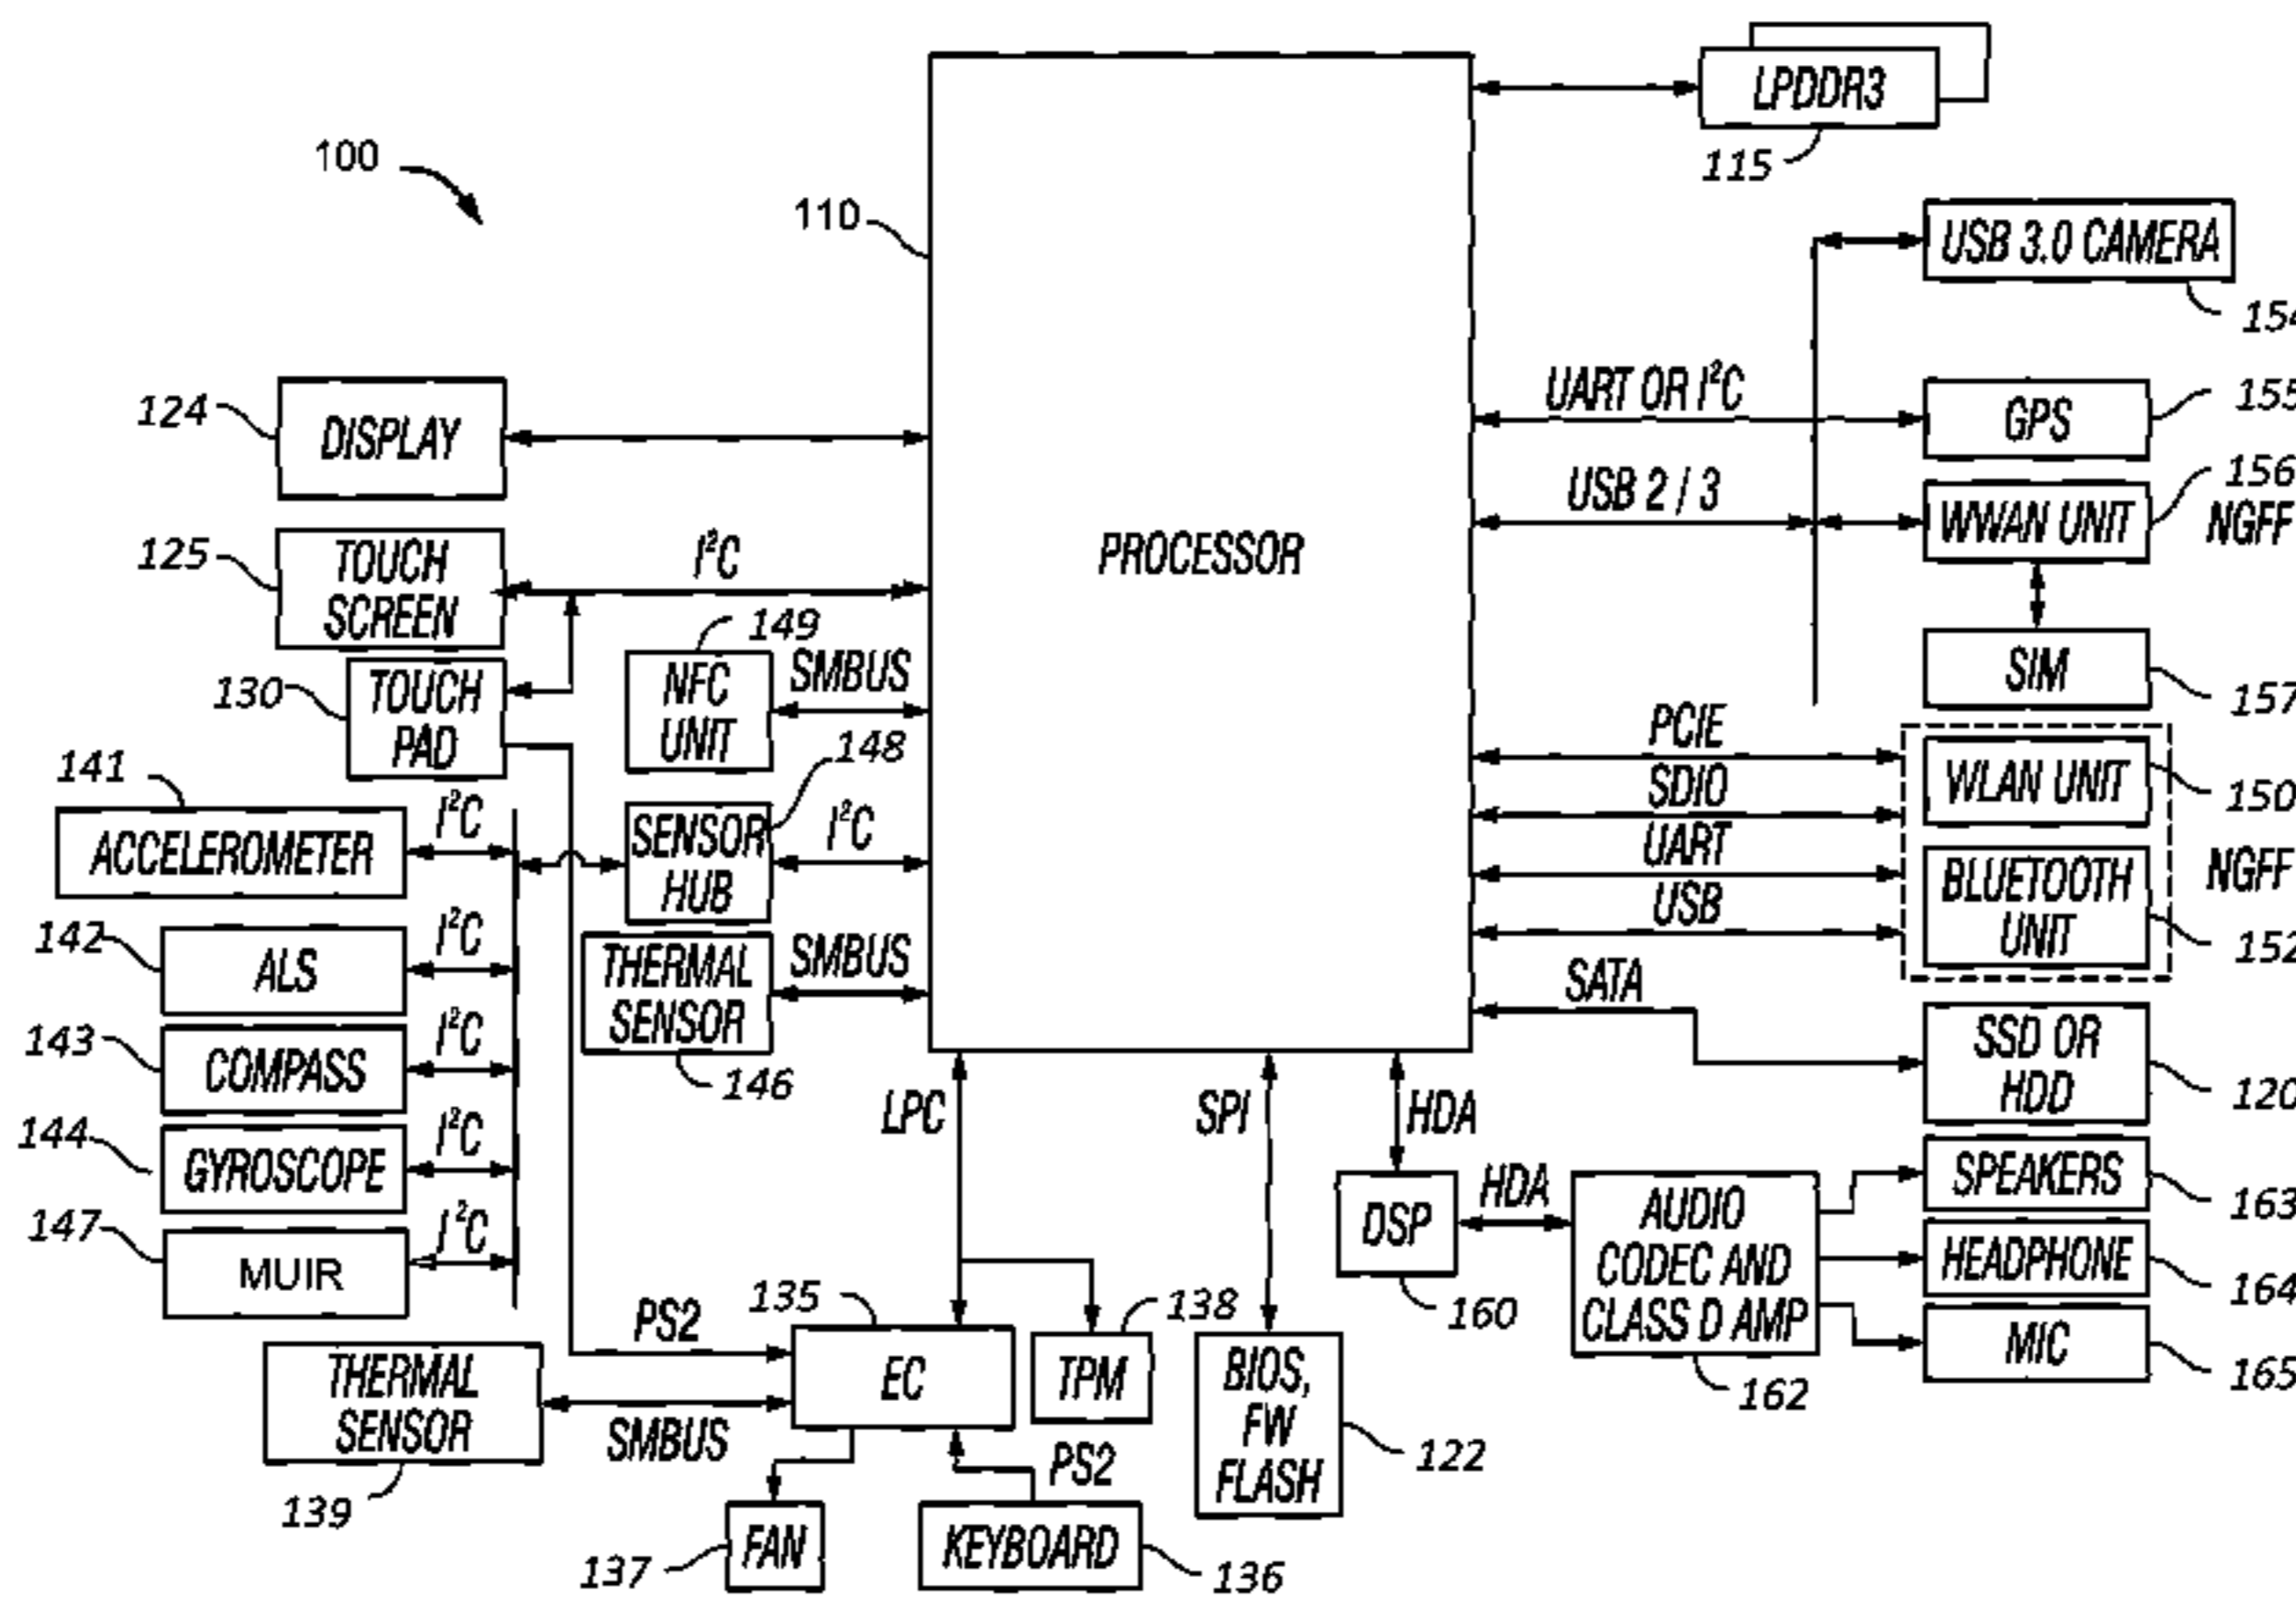 100
110
PROCESSOR
LPDDR3
115
USB 3.0 CAMERA
154
UART OR I²C
GPS
155
USB 2 / 3
WWAN UNIT
156
NGFF
SIM
157
PCIE
SDIO
UART
USB
WLAN UNIT
150
BLUETOOTH
UNIT
152
NGFF
SATA
SSD OR
HDD
120
SPEAKERS
163
HEADPHONE
164
MIC
165
124
DISPLAY
125
TOUCH
SCREEN
I²C
130
TOUCH
PAD
149
NFC
UNIT
SMBUS
148
SENSOR
HUB
I²C
THERMAL
SENSOR
SMBUS
146
141
ACCELEROMETER
I²C
142
ALS
I²C
143
COMPASS
I²C
144
GYROSCOPE
I²C
147
MUIR
I²C
LPC
SPI
HDA
DSP
160
HDA
AUDIO
CODEC AND
CLASS D AMP
162
PS2
135
EC
138
TPM
THERMAL
SENSOR
139
SMBUS
137
FAN
PS2
KEYBOARD
136
BIOS,
FW
FLASH
122